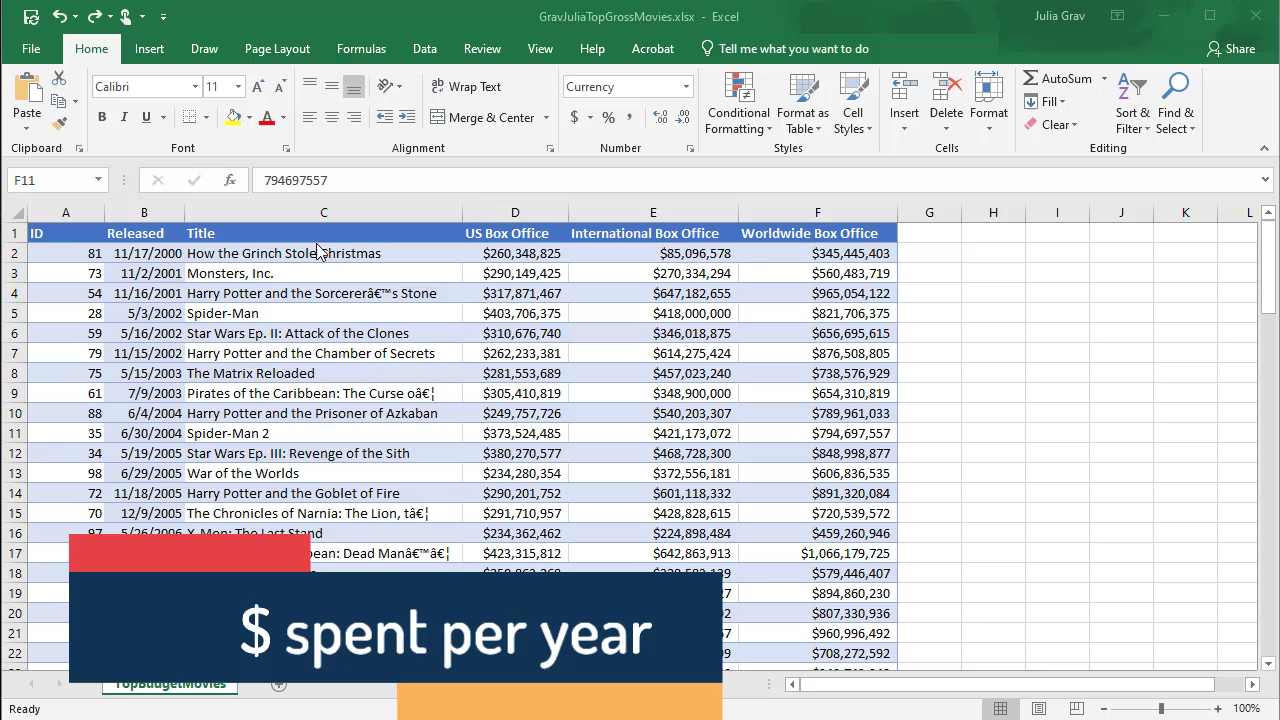 GravJuliaTopGrossMovies.xlsx - Excel
Julia Grav
File Home Insert Draw Page Layout Formulas Data Review View Help Acrobat Tell me what you want to do Share
Paste
Clipboard
Calibri 11
B I U
Font
Wrap Text
Merge & Center
Alignment
Currency
$ % ,
Number
Conditional Formatting
Format as Table
Cell Styles
Styles
Insert
Delete
Format
Cells
AutoSum
Fill
Clear
Sort & Filter
Find & Select
Editing
F11 fx 794697557
A B C D E F G H I J K L
1 ID Released Title US Box Office International Box Office Worldwide Box Office
2 81 11/17/2000 How the Grinch Stole Christmas $260,348,825 $85,096,578 $345,445,403
3 73 11/2/2001 Monsters, Inc. $290,149,425 $270,334,294 $560,483,719
4 54 11/16/2001 Harry Potter and the Sorcererâ€™s Stone $317,871,467 $647,182,655 $965,054,122
5 28 5/3/2002 Spider-Man $403,706,375 $418,000,000 $821,706,375
6 59 5/16/2002 Star Wars Ep. II: Attack of the Clones $310,676,740 $346,018,875 $656,695,615
7 79 11/15/2002 Harry Potter and the Chamber of Secrets $262,233,381 $614,275,424 $876,508,805
8 75 5/15/2003 The Matrix Reloaded $281,553,689 $457,023,240 $738,576,929
9 61 7/9/2003 Pirates of the Caribbean: The Curse oâ€¦ $305,410,819 $348,900,000 $654,310,819
10 88 6/4/2004 Harry Potter and the Prisoner of Azkaban $249,757,726 $540,203,307 $789,961,033
11 35 6/30/2004 Spider-Man 2 $373,524,485 $421,173,072 $794,697,557
12 34 5/19/2005 Star Wars Ep. III: Revenge of the Sith $380,270,577 $468,728,300 $848,998,877
13 98 6/29/2005 War of the Worlds $234,280,354 $372,556,181 $606,836,535
14 72 11/18/2005 Harry Potter and the Goblet of Fire $290,201,752 $601,118,332 $891,320,084
15 70 12/9/2005 The Chronicles of Narnia: The Lion, tâ€¦ $291,710,957 $428,828,615 $720,539,572
16 97 5/26/2006 X-Men: The Last Stand $234,362,462 $224,898,484 $459,260,946
17 bean: Dead Manâ€™â€¦ $423,315,812 $642,863,913 $1,066,179,725
18 $579,446,407
19 27 $894,860,230
20 $807,330,936
21 57 $960,996,492
22 $708,272,592
$ spent per year
TopBudgetMovies
Ready
100%